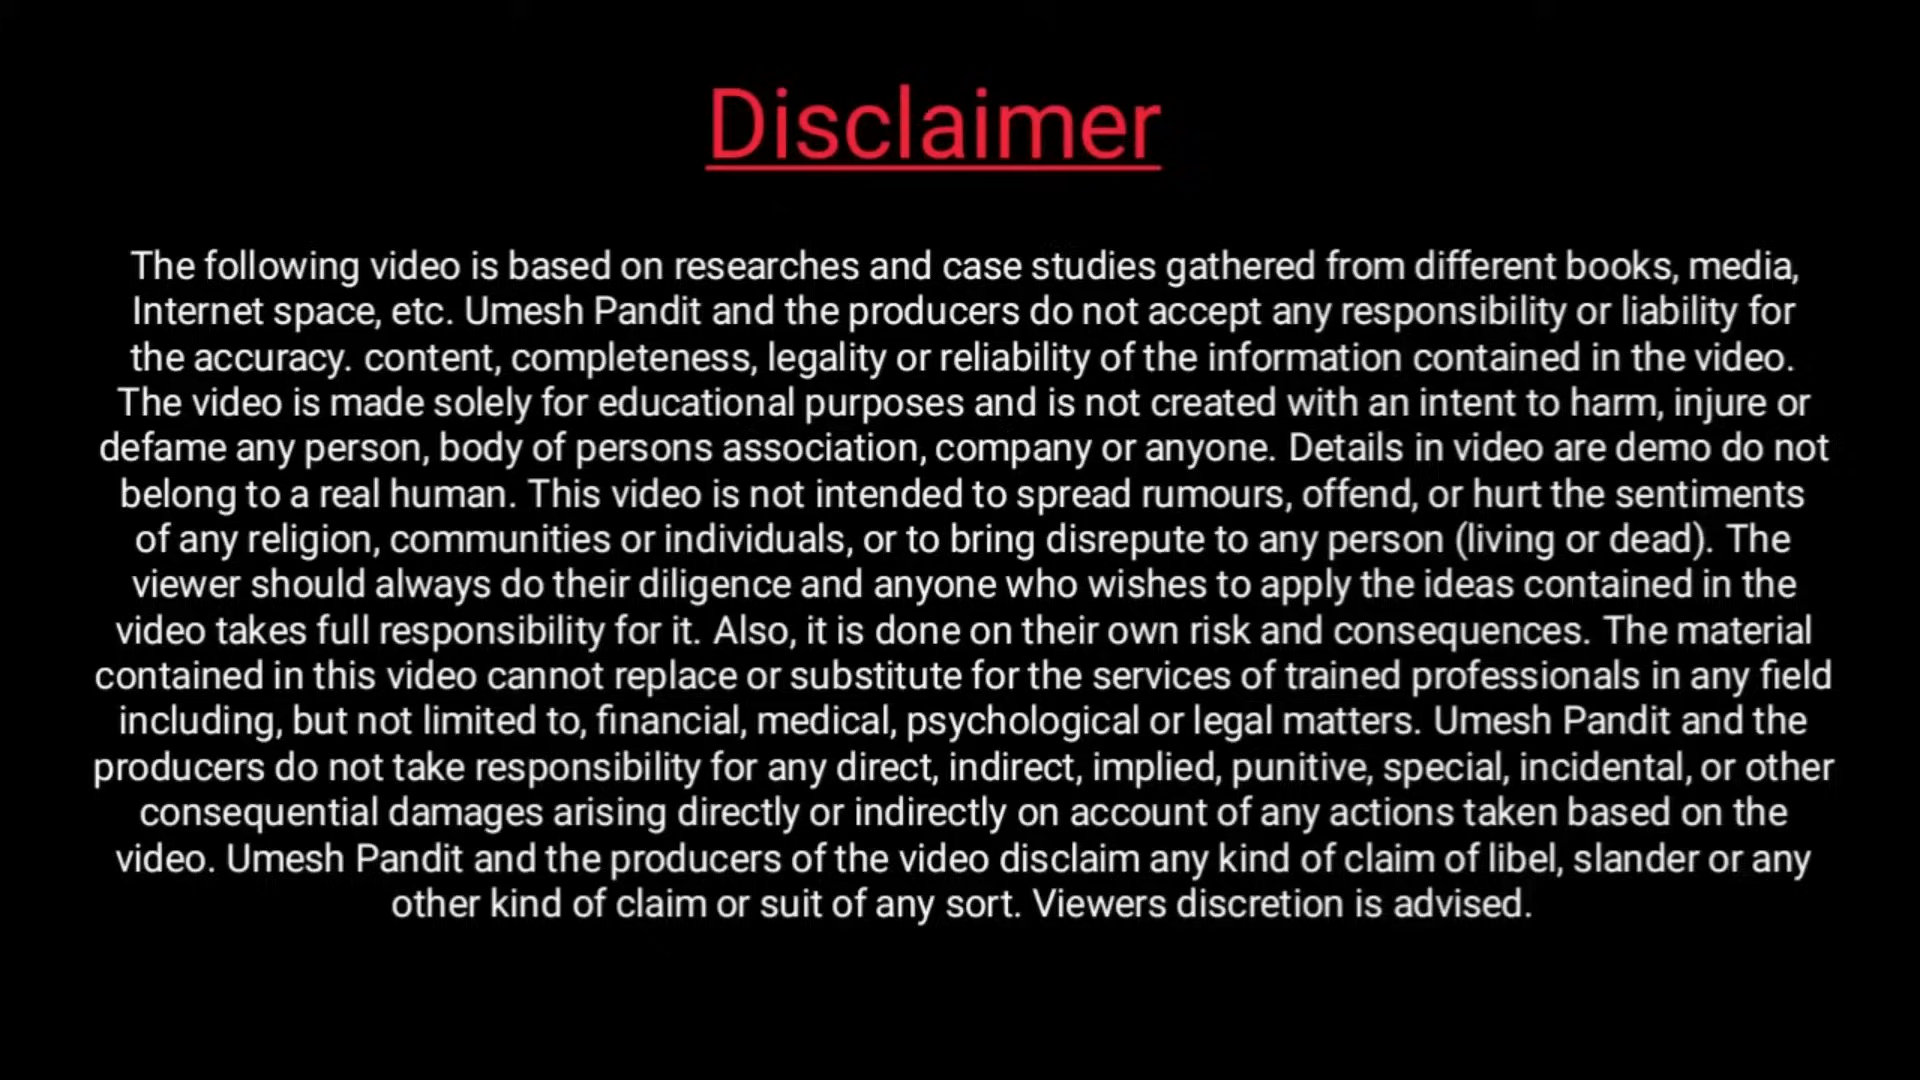 Disclaimer
The following video is based on researches and case studies gathered from different books, media,
Internet space, etc. Umesh Pandit and the producers do not accept any responsibility or liability for
the accuracy. content, completeness, legality or reliability of the information contained in the video.
The video is made solely for educational purposes and is not created with an intent to harm, injure or
defame any person, body of persons association, company or anyone. Details in video are demo do not
belong to a real human. This video is not intended to spread rumours, offend, or hurt the sentiments
of any religion, communities or individuals, or to bring disrepute to any person (living or dead). The
viewer should always do their diligence and anyone who wishes to apply the ideas contained in the
video takes full responsibility for it. Also, it is done on their own risk and consequences. The material
contained in this video cannot replace or substitute for the services of trained professionals in any field
including, but not limited to, financial, medical, psychological or legal matters. Umesh Pandit and the
producers do not take responsibility for any direct, indirect, implied, punitive, special, incidental, or other
consequential damages arising directly or indirectly on account of any actions taken based on the
video. Umesh Pandit and the producers of the video disclaim any kind of claim of libel, slander or any
other kind of claim or suit of any sort. Viewers discretion is advised.